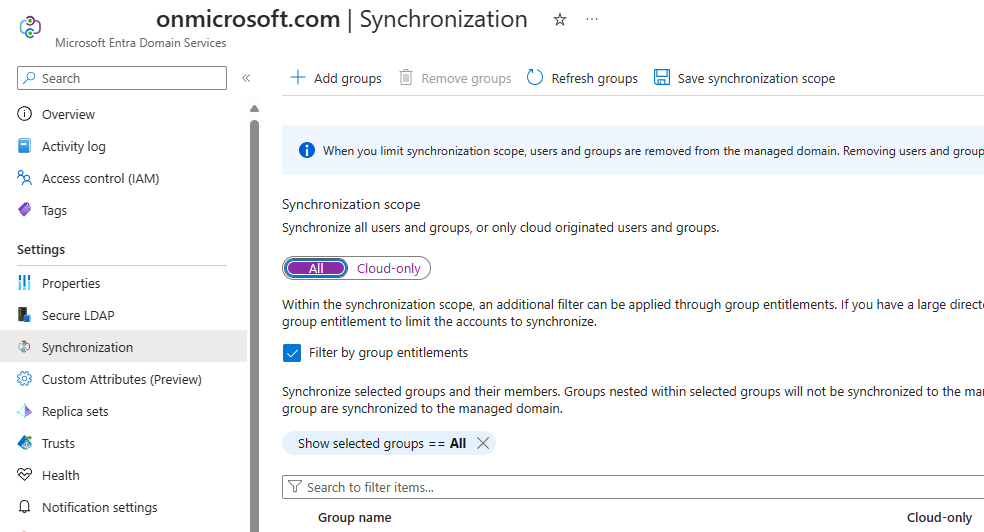 onmicrosoft.com | Synchronization
Microsoft Entra Domain Services
Search
Overview
Activity log
Access control (IAM)
Tags
Settings
Properties
Secure LDAP
Synchronization
Custom Attributes (Preview)
Replica sets
Trusts
Health
Notification settings
Add groups Remove groups Refresh groups Save synchronization scope
When you limit synchronization scope, users and groups are removed from the managed domain. Removing users and group
Synchronization scope
Synchronize all users and groups, or only cloud originated users and groups.
All Cloud-only
Within the synchronization scope, an additional filter can be applied through group entitlements. If you have a large directo
group entitlement to limit the accounts to synchronize.
Filter by group entitlements
Synchronize selected groups and their members. Groups nested within selected groups will not be synchronized to the mar
group are synchronized to the managed domain.
Show selected groups == All
Search to filter items...
Group name Cloud-only